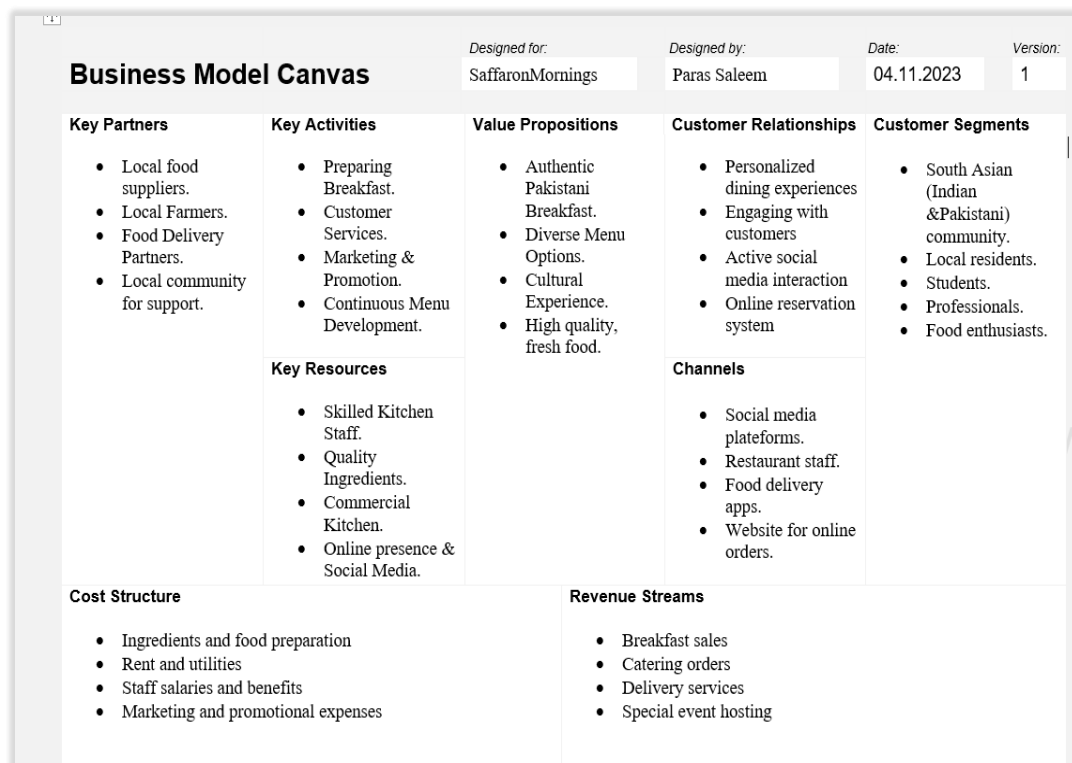 Designed for:
Designed by:
Date:
Version:
Business Model Canvas
SaffaronMornings
Paras Saleem
04.11.2023
1
Key Partners
• Local food
suppliers.
• Local Farmers.
• Food Delivery
Partners.
• Local community
for support.
Key Activities
• Preparing
Breakfast.
• Customer
Services.
• Marketing &
Promotion.
• Continuous Menu
Development.
Key Resources
• Skilled Kitchen
Staff.
• Quality
Ingredients.
• Commercial
Kitchen.
• Online presence &
Social Media.
Value Propositions
• Authentic
Pakistani
Breakfast.
• Diverse Menu
Options.
• Cultural
Experience.
• High quality,
fresh food.
Customer Relationships
• Personalized
dining experiences
• Engaging with
customers
• Active social
media interaction
• Online reservation
system
Channels
• Social media
plateforms.
• Restaurant staff.
• Food delivery
apps.
• Website for online
orders.
Customer Segments
• South Asian
(Indian
&Pakistani)
community.
• Local residents.
• Students.
• Professionals.
• Food enthusiasts.
Cost Structure
• Ingredients and food preparation
• Rent and utilities
• Staff salaries and benefits
• Marketing and promotional expenses
Revenue Streams
• Breakfast sales
• Catering orders
• Delivery services
• Special event hosting